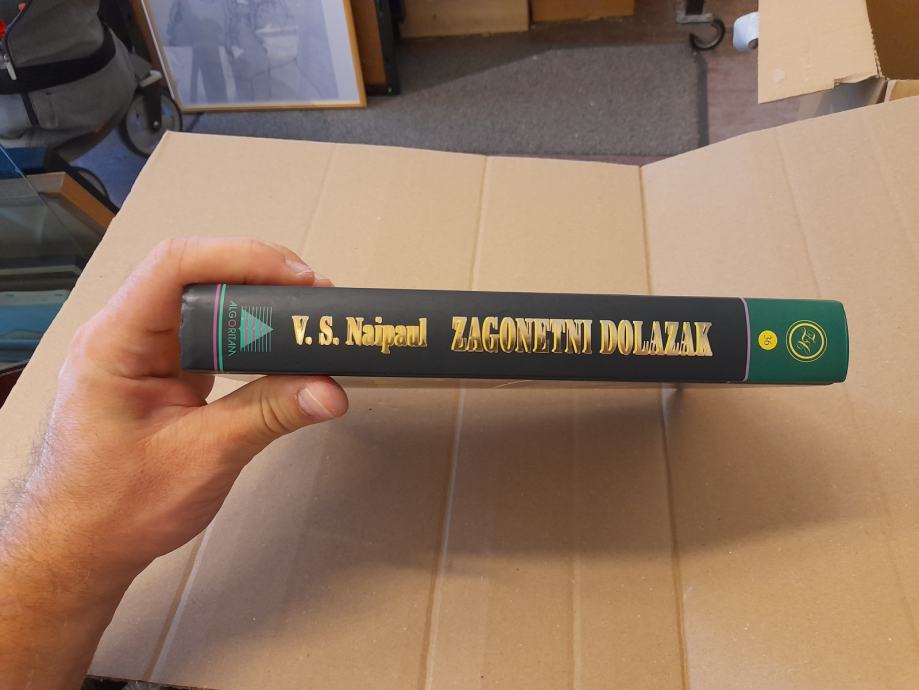 ALGORITAM
V. S. Naipaul
ZAGONETNI DOLAZAK
36